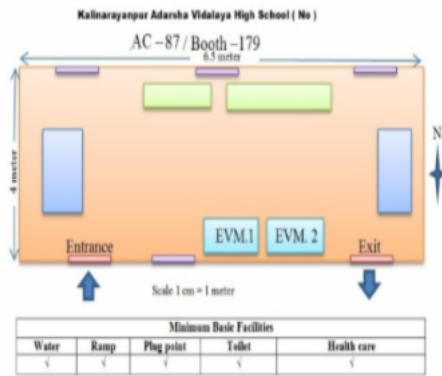 Kalinarayanpur Adarsha Vidalaya High School ( No )
AC –87 / Booth –179
6.5 meter
4 meter
N
EVM.1 EVM. 2
Entrance Exit
Scale 1 cm = 1 meter
Minimum Basic Facilities
Water Ramp Plug point Toilet Health care
√ √ √ √ √